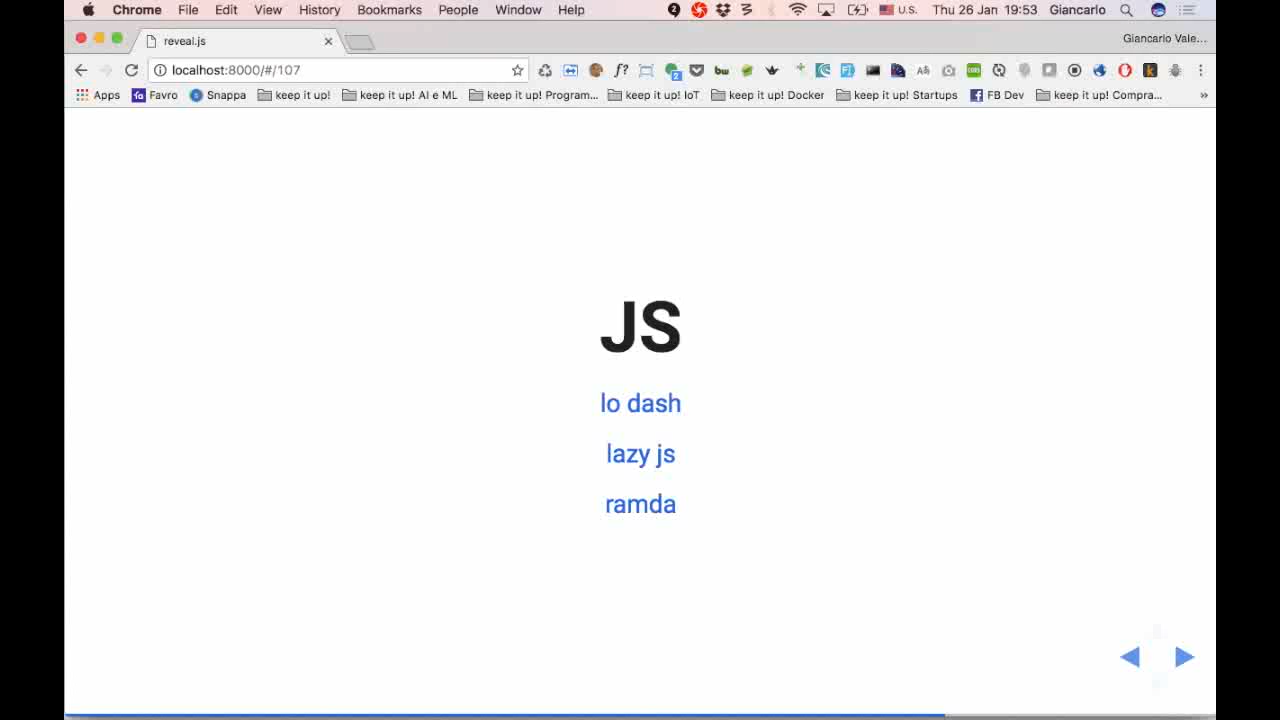 Chrome File Edit View History Bookmarks People Window Help U.S. Thu 26 Jan 19:53 Giancarlo
reveal.js Giancarlo Vale...
localhost:8000/#/107
Apps Favro Snappa keep it up! keep it up! AI e ML keep it up! Program... keep it up! IoT keep it up! Docker keep it up! Startups FB Dev keep it up! Compra... »
JS
lo dash
lazy js
ramda